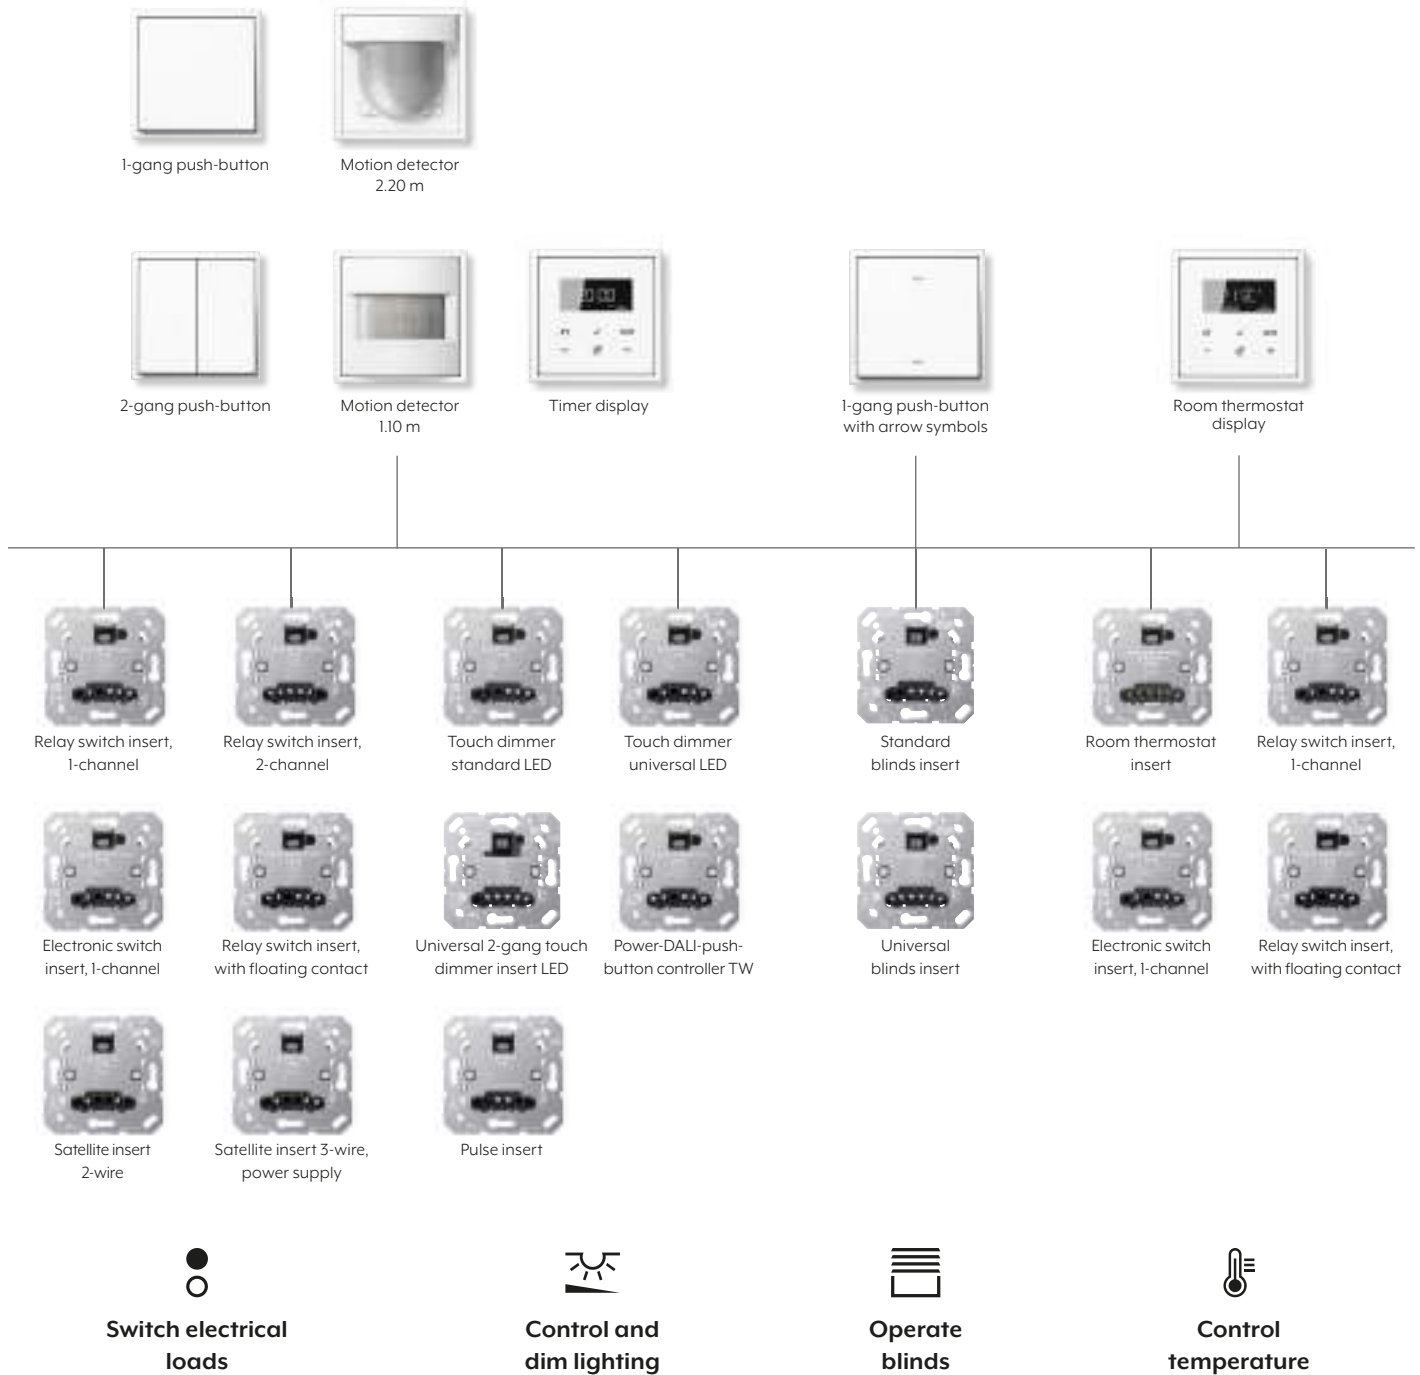 1-gang push-button
Motion detector
2.20 m
2-gang push-button
Motion detector
1.10 m
Timer display
1-gang push-button
with arrow symbols
Room thermostat
display
Relay switch insert,
1-channel
Relay switch insert,
2-channel
Touch dimmer
standard LED
Touch dimmer
universal LED
Standard
blinds insert
Room thermostat
insert
Relay switch insert,
1-channel
Electronic switch
insert, 1-channel
Relay switch insert,
with floating contact
Universal 2-gang touch
dimmer insert LED
Power-DALI-push-
button controller TW
Universal
blinds insert
Electronic switch
insert, 1-channel
Relay switch insert,
with floating contact
Satellite insert
2-wire
Satellite insert 3-wire,
power supply
Pulse insert
Switch electrical
loads
Control and
dim lighting
Operate
blinds
Control
temperature